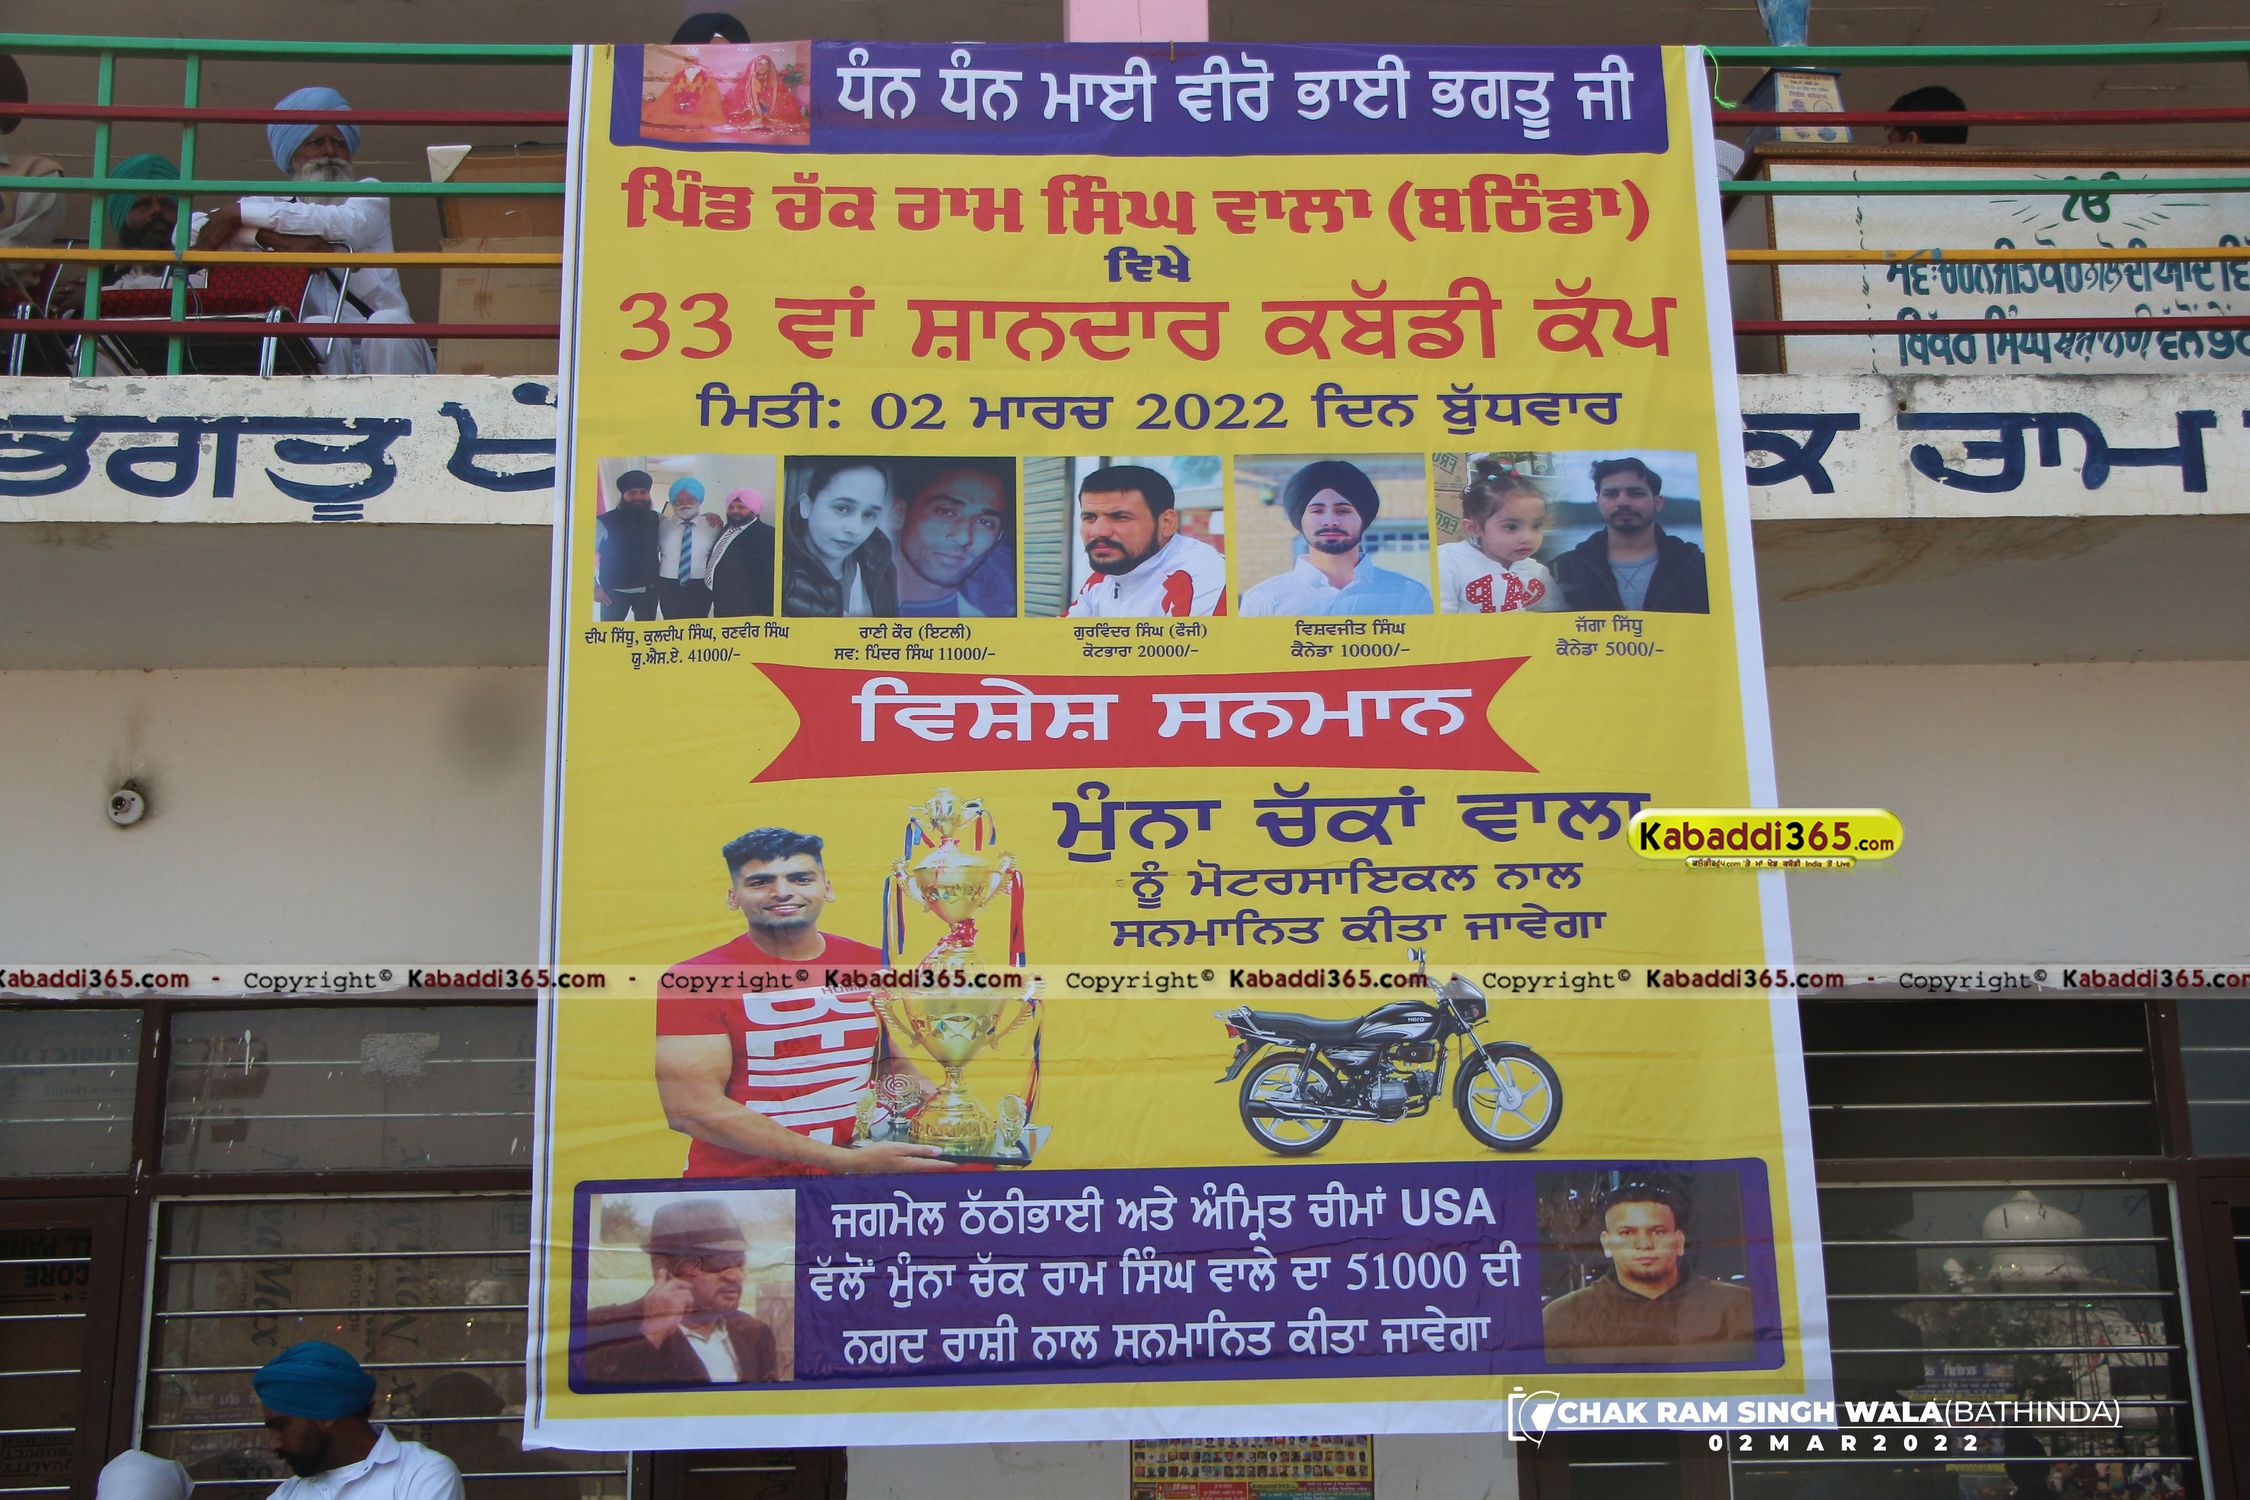 ਧੰਨ ਧੰਨ ਮਾਈ ਵੀਰੋ ਭਾਈ ਭਗਤੂ ਜੀ
ਪਿੰਡ ਚੱਕ ਰਾਮ ਸਿੰਘ ਵਾਲਾ (ਬਠਿੰਡਾ)
ਵਿਖੇ
33 ਵਾਂ ਸ਼ਾਨਦਾਰ ਕਬੱਡੀ ਕੱਪ
ਮਿਤੀ: 02 ਮਾਰਚ 2022 ਦਿਨ ਬੁੱਧਵਾਰ
ਦੀਪ ਸਿੱਧੂ, ਕੁਲਦੀਪ ਸਿੰਘ, ਰਣਵੀਰ ਸਿੰਘ
ਯੂ.ਐਸ.ਏ. 41000/-
ਰਾਣੀ ਕੌਰ (ਇਟਲੀ)
ਸਵ: ਪਿੰਦਰ ਸਿੰਘ 11000/-
ਗੁਰਵਿੰਦਰ ਸਿੰਘ (ਫੌਜੀ)
ਕੋਟਭਾਰਾ 20000/-
ਵਿਸ਼ਵਜੀਤ ਸਿੰਘ
ਕੈਨੇਡਾ 10000/-
ਜੱਗਾ ਸਿੱਧੂ
ਕੈਨੇਡਾ 5000/-
ਵਿਸ਼ੇਸ਼ ਸਨਮਾਨ
ਮੁੰਨਾ ਚੱਕਾਂ ਵਾਲਾ
ਨੂੰ ਮੋਟਰਸਾਇਕਲ ਨਾਲ
ਸਨਮਾਨਿਤ ਕੀਤਾ ਜਾਵੇਗਾ
Kabaddi365.com
Kabaddi365.com - Copyright© Kabaddi365.com - Copyright© Kabaddi365.com - Copyright© Kabaddi365.com - Copyright© Kabaddi365.com - Copyright© Kabaddi365.com
Hero
ਜਗਮੇਲ ਠੱਠੀਭਾਈ ਅਤੇ ਅੰਮ੍ਰਿਤ ਚੀਮਾਂ USA
ਵੱਲੋਂ ਮੁੰਨਾ ਚੱਕ ਰਾਮ ਸਿੰਘ ਵਾਲੇ ਦਾ 51000 ਦੀ
ਨਗਦ ਰਾਸ਼ੀ ਨਾਲ ਸਨਮਾਨਿਤ ਕੀਤਾ ਜਾਵੇਗਾ
CHAK RAM SINGH WALA(BATHINDA)
02MAR2022
ੴ
ਭਗਤੂ
ਕ ਰਾਮ